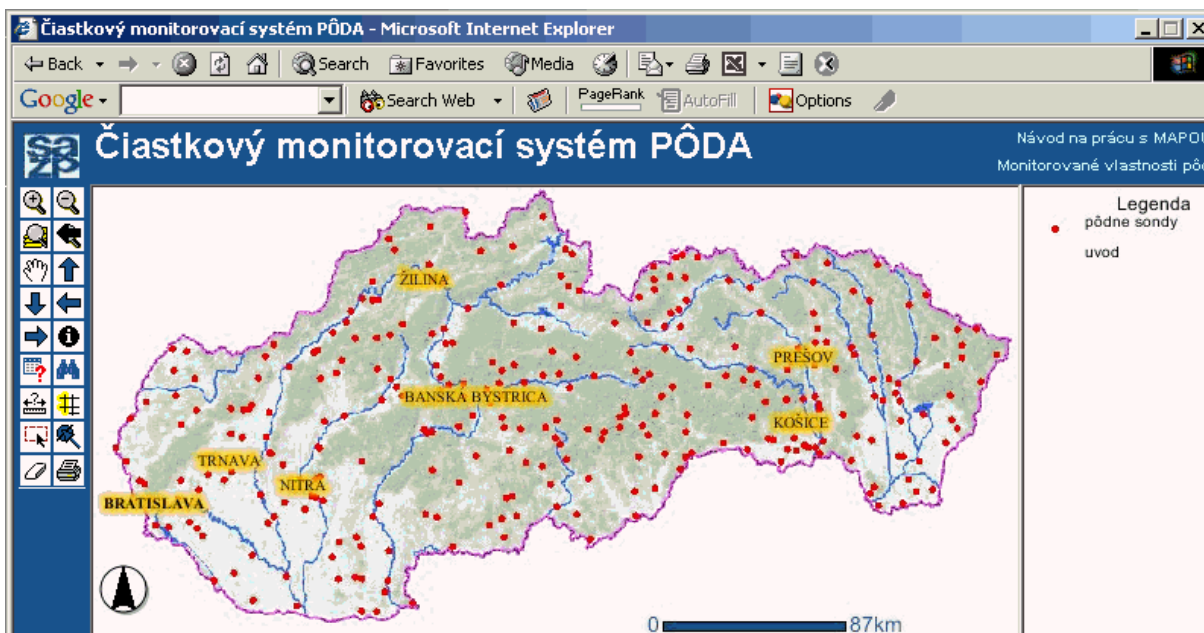 Čiastkový monitorovací systém PÔDA - Microsoft Internet Explorer
Back Search Favorites Media
Google Search Web PageRank AutoFill Options
sazp
Čiastkový monitorovací systém PÔDA
Návod na prácu s MAPOU
Monitorované vlastnosti pôd
Legenda
pôdne sondy
uvod
ŽILINA
PREŠOV
BANSKÁ BYSTRICA
KOŠICE
TRNAVA
NITRA
BRATISLAVA
0 87km